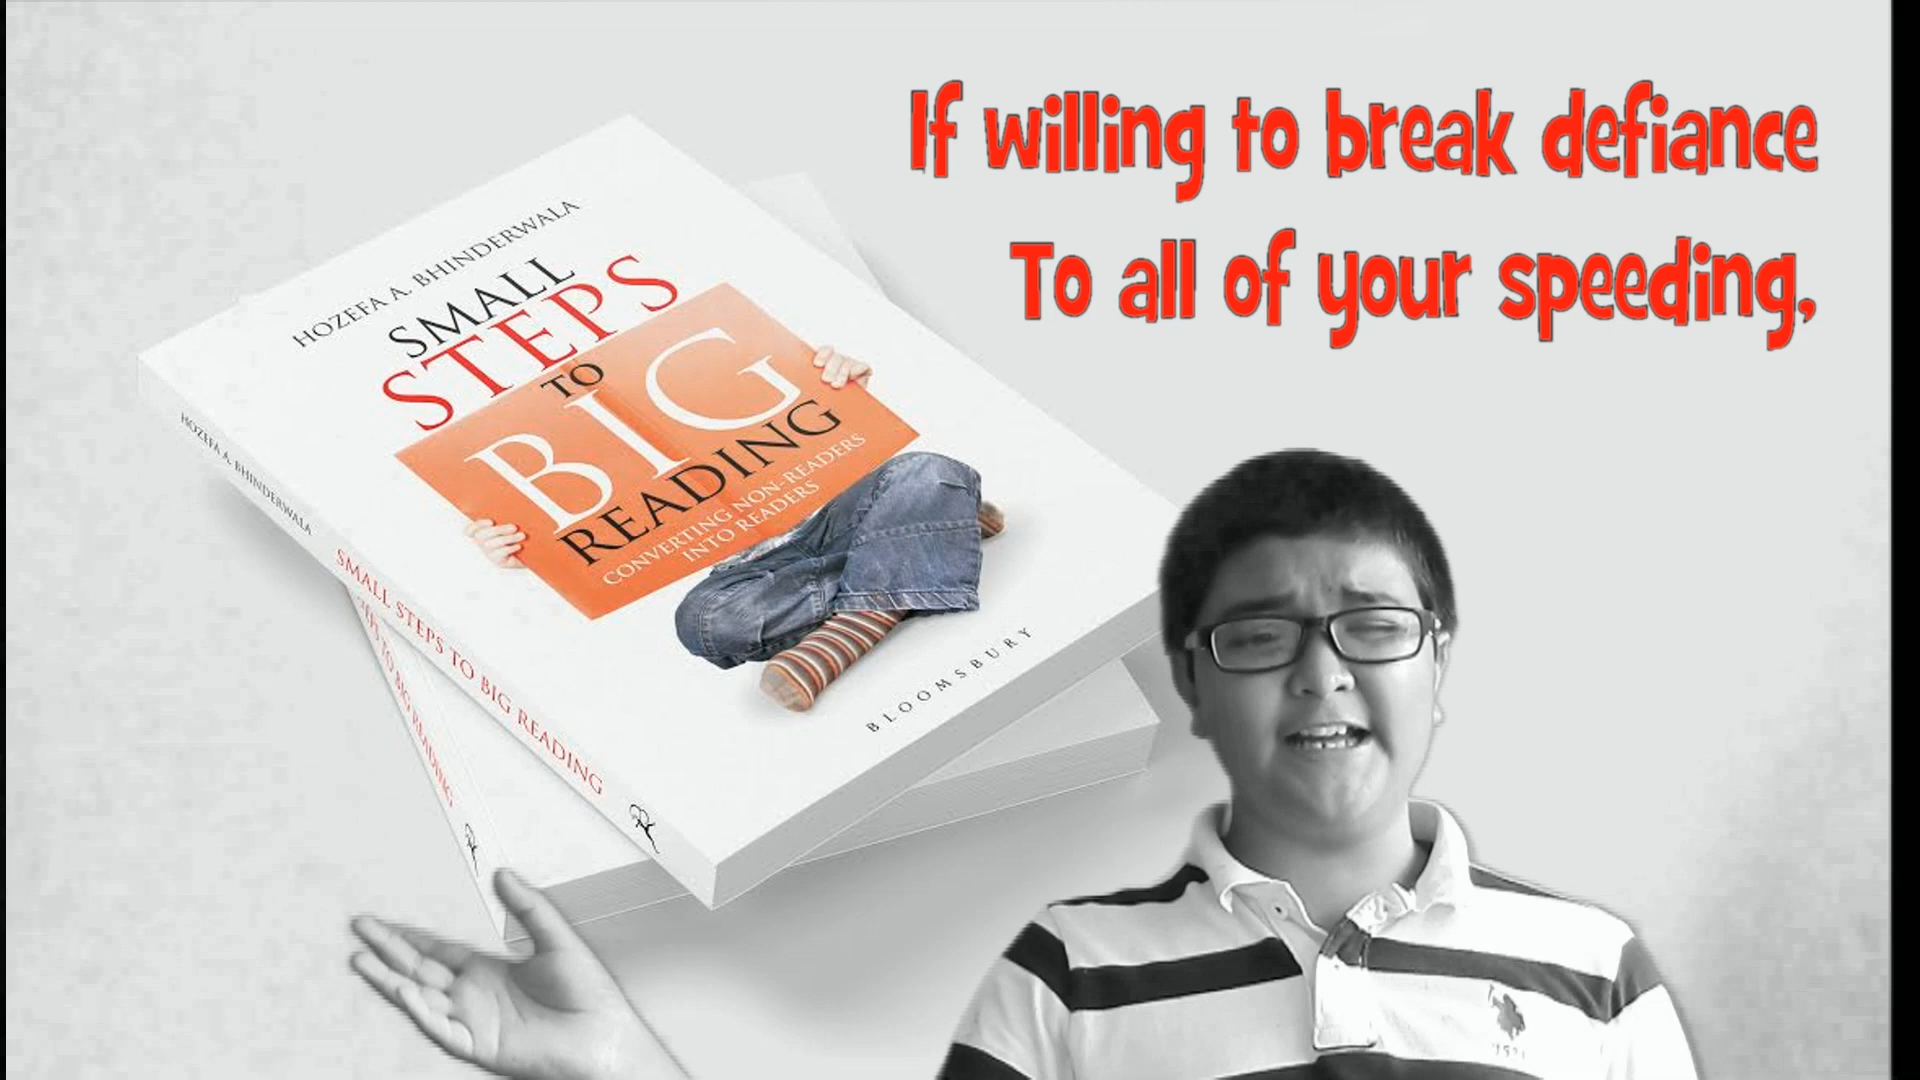 If willing to break defiance
To all of your speeding,
HOZEFA A. BHINDERWALA
SMALL
STEPS
TO
BIG
READING
CONVERTING NON-READERS
INTO READERS
BLOOMSBURY
HOZEFA A. BHINDERWALA
SMALL STEPS TO BIG READING
TO BIG READING